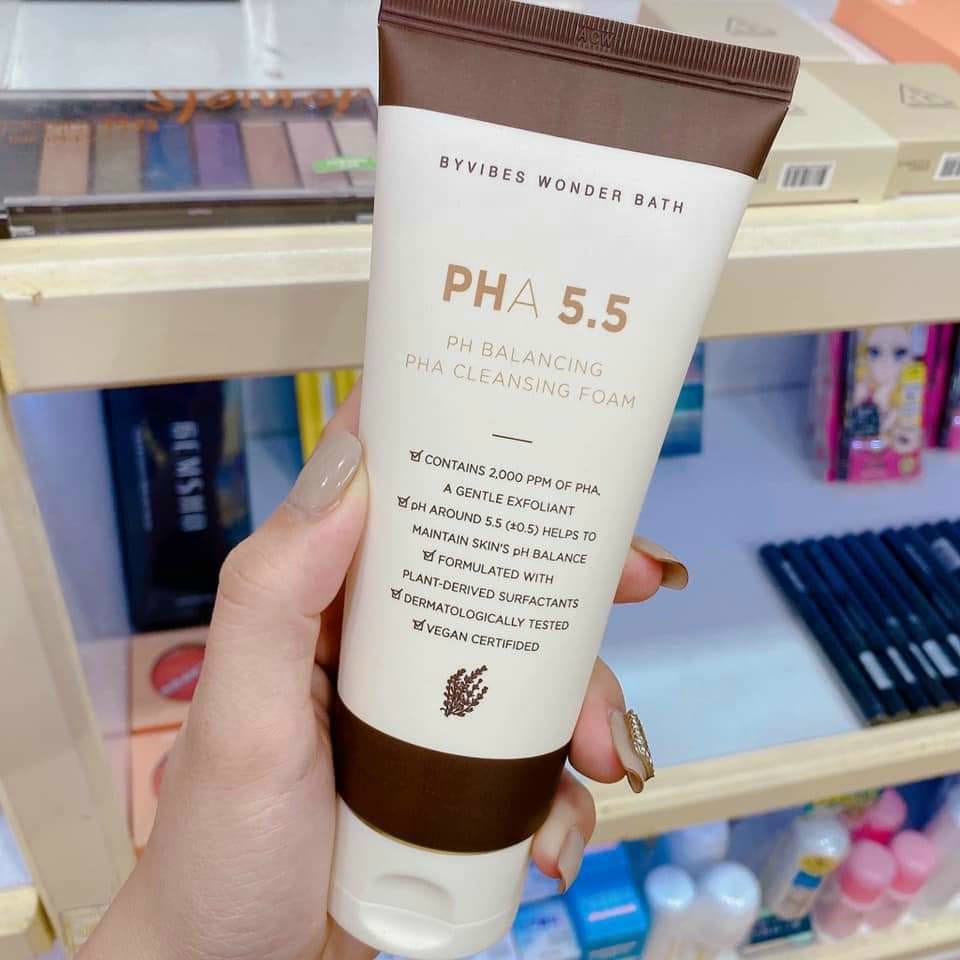 ACW
BYVIBES WONDER BATH
PHA 5.5
PH BALANCING
PHA CLEANSING FOAM
☑ CONTAINS 2,000 PPM OF PHA,
A GENTLE EXFOLIANT
☑ pH AROUND 5.5 (±0.5) HELPS TO
MAINTAIN SKIN'S pH BALANCE
☑ FORMULATED WITH
PLANT-DERIVED SURFACTANTS
☑ DERMATOLOGICALLY TESTED
☑ VEGAN CERTIFIDED